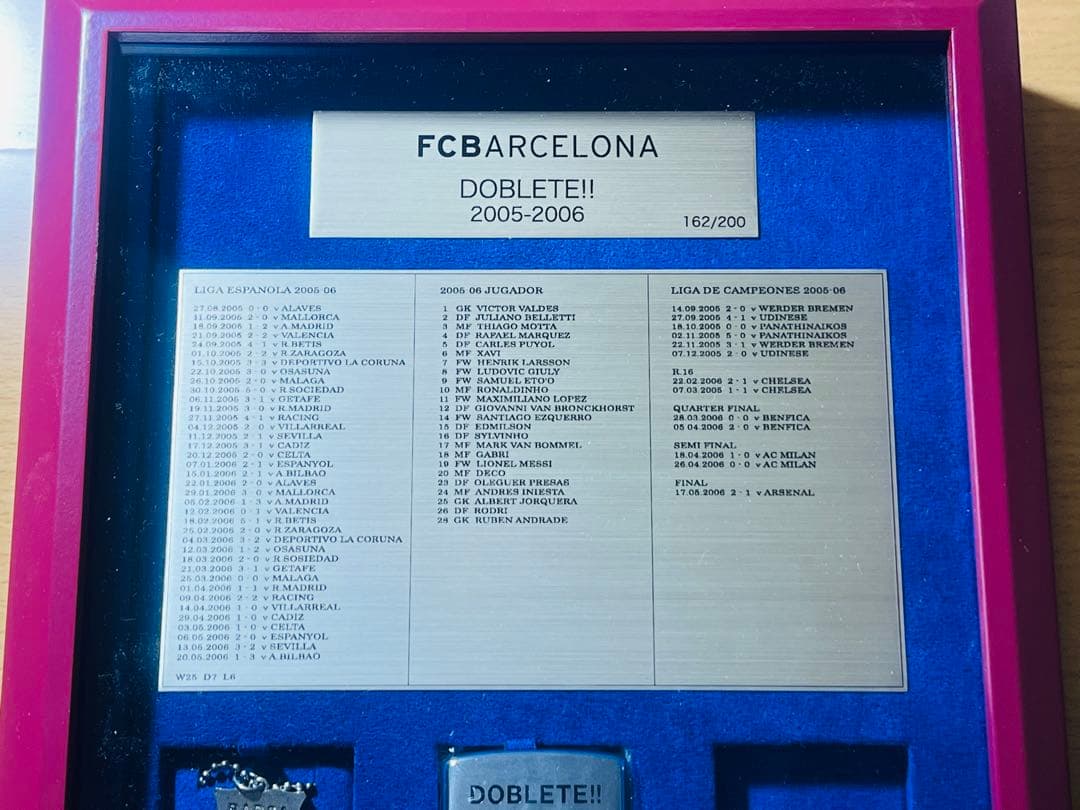 FCBARCELONA
DOBLETE!!
2005-2006
162/200
LIGA ESPANOLA 2005-06
27.08.2005 0 - 0 v ALAVES
11.09.2005 2 - 0 v MALLORCA
18.09.2005 1 - 2 v A.MADRID
21.09.2005 2 - 2 v VALENCIA
24.09.2005 4 - 1 v R.BETIS
01.10.2005 2 - 2 v R.ZARAGOZA
15.10.2005 3 - 3 v DEPORTIVO LA CORUNA
22.10.2005 3 - 0 v OSASUNA
26.10.2005 2 - 0 v MALAGA
30.10.2005 5 - 0 v R.SOCIEDAD
06.11.2005 3 - 1 v GETAFE
19.11.2005 3 - 0 v R.MADRID
27.11.2005 4 - 1 v RACING
04.12.2005 2 - 0 v VILLARREAL
11.12.2005 2 - 1 v SEVILLA
17.12.2005 3 - 1 v CADIZ
20.12.2005 2 - 0 v CELTA
07.01.2006 2 - 1 v ESPANYOL
15.01.2006 2 - 1 v A.BILBAO
22.01.2006 2 - 0 v ALAVES
29.01.2006 3 - 0 v MALLORCA
05.02.2006 1 - 3 v A.MADRID
12.02.2006 0 - 1 v VALENCIA
18.02.2006 5 - 1 v R.BETIS
25.02.2006 2 - 0 v R.ZARAGOZA
04.03.2006 3 - 2 v DEPORTIVO LA CORUNA
12.03.2006 1 - 2 v OSASUNA
18.03.2006 2 - 0 v R.SOSIEDAD
21.03.2006 3 - 1 v GETAFE
25.03.2006 0 - 0 v MALAGA
01.04.2006 1 - 1 v R.MADRID
09.04.2006 2 - 2 v RACING
14.04.2006 1 - 0 v VILLARREAL
29.04.2006 1 - 0 v CADIZ
03.05.2006 1 - 0 v CELTA
06.05.2006 2 - 0 v ESPANYOL
13.05.2006 3 - 2 v SEVILLA
20.05.2006 1 - 3 v A.BILBAO
W25 D7 L6
2005-06 JUGADOR
1 GK VICTOR VALDES
2 DF JULIANO BELLETTI
3 MF THIAGO MOTTA
4 DF RAFAEL MARQUEZ
5 DF CARLES PUYOL
6 MF XAVI
7 FW HENRIK LARSSON
8 FW LUDOVIC GIULY
9 FW SAMUEL ETO'O
10 MF RONALDINHO
11 FW MAXIMILIANO LOPEZ
12 DF GIOVANNI VAN BRONCKHORST
14 FW SANTIAGO EZQUERRO
15 DF EDMILSON
16 DF SYLVINHO
17 MF MARK VAN BOMMEL
18 MF GABRI
19 FW LIONEL MESSI
20 MF DECO
23 DF OLEGUER PRESAS
24 MF ANDRES INIESTA
25 GK ALBERT JORQUERA
26 DF RODRI
28 GK RUBEN ANDRADE
LIGA DE CAMPEONES 2005-06
14.09.2005 2 - 0 v WERDER BREMEN
27.09.2005 4 - 1 v UDINESE
18.10.2005 0 - 0 v PANATHINAIKOS
02.11.2005 5 - 0 v PANATHINAIKOS
22.11.2005 3 - 1 v WERDER BREMEN
07.12.2005 2 - 0 v UDINESE
R.16
22.02.2006 2 - 1 v CHELSEA
07.03.2006 1 - 1 v CHELSEA
QUARTER FINAL
28.03.2006 0 - 0 v BENFICA
05.04.2006 2 - 0 v BENFICA
SEMI FINAL
18.04.2006 1 - 0 v AC MILAN
26.04.2006 0 - 0 v AC MILAN
FINAL
17.05.2006 2 - 1 v ARSENAL
DOBLETE!!